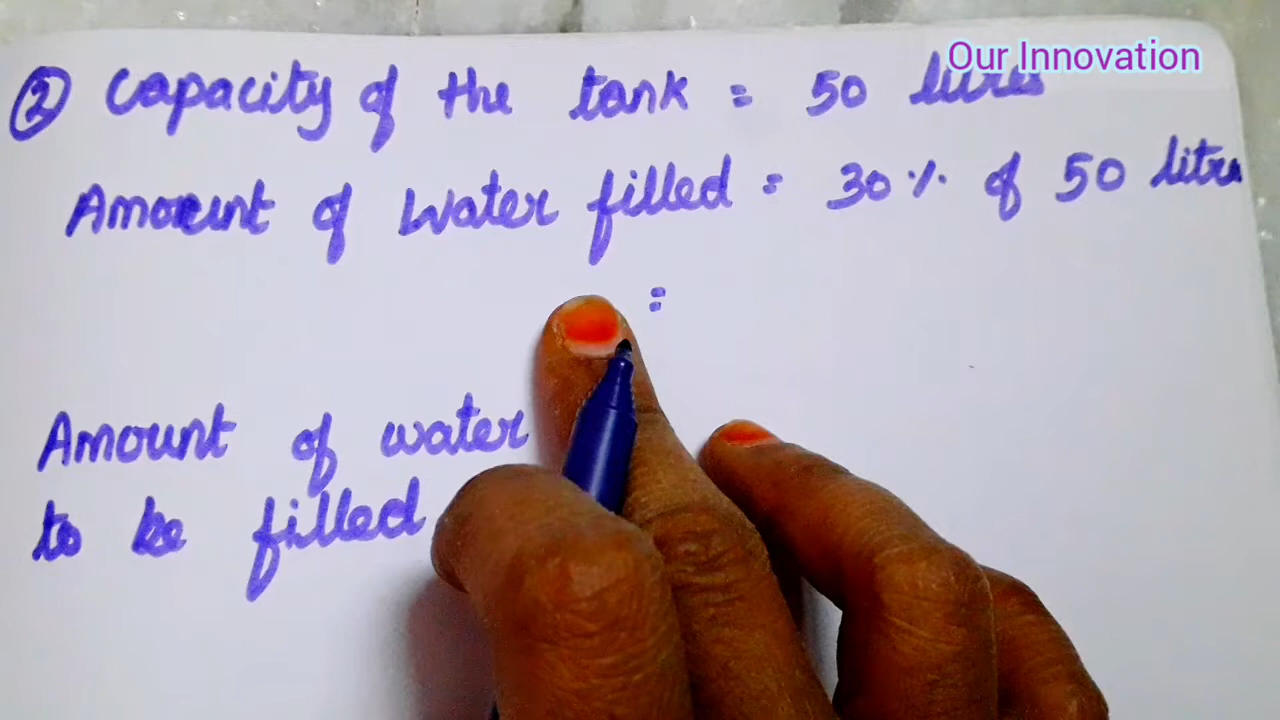 Our Innovation
② Capacity of the tank = 50 litres
Amount of Water filled = 30% of 50 litre
=
Amount of water
to be filled